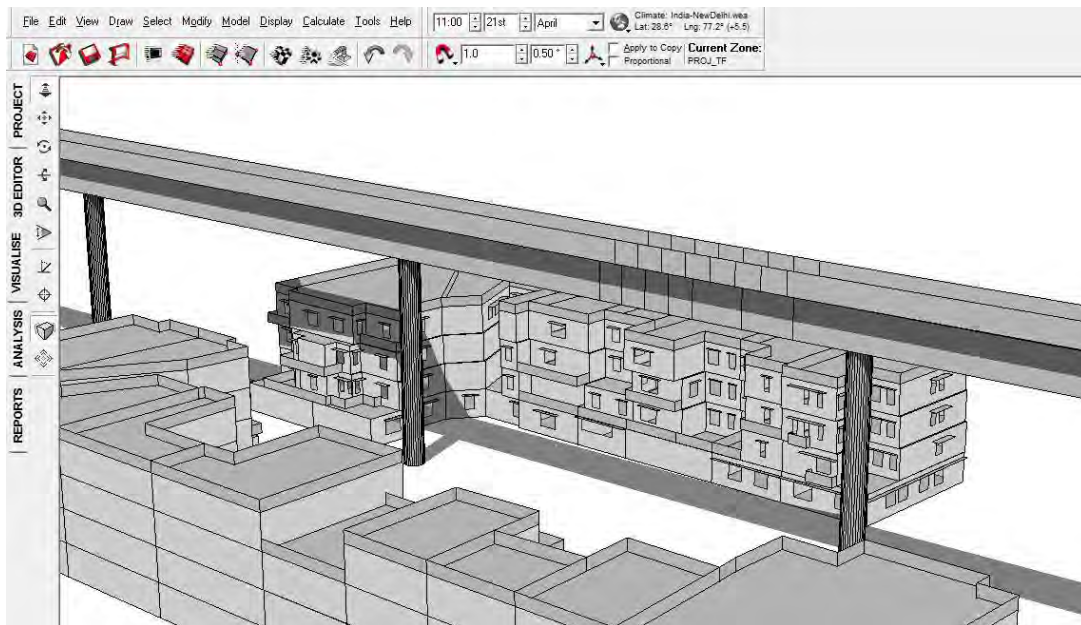 File Edit View Draw Select Modify Model Display Calculate Tools Help
11:00 21st April
Climate: India-NewDelhi.wea
Lat: 28.6° Lng: 77.2° (+5.5)
1.0 0.50 °
Apply to Copy
Proportional
Current Zone:
PROJ_TF
PROJECT
3D EDITOR
VISUALISE
ANALYSIS
REPORTS